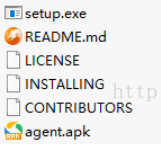 setup.exe
README.md
LICENSE
INSTALLING
http
CONTRIBUTORS
agent.apk